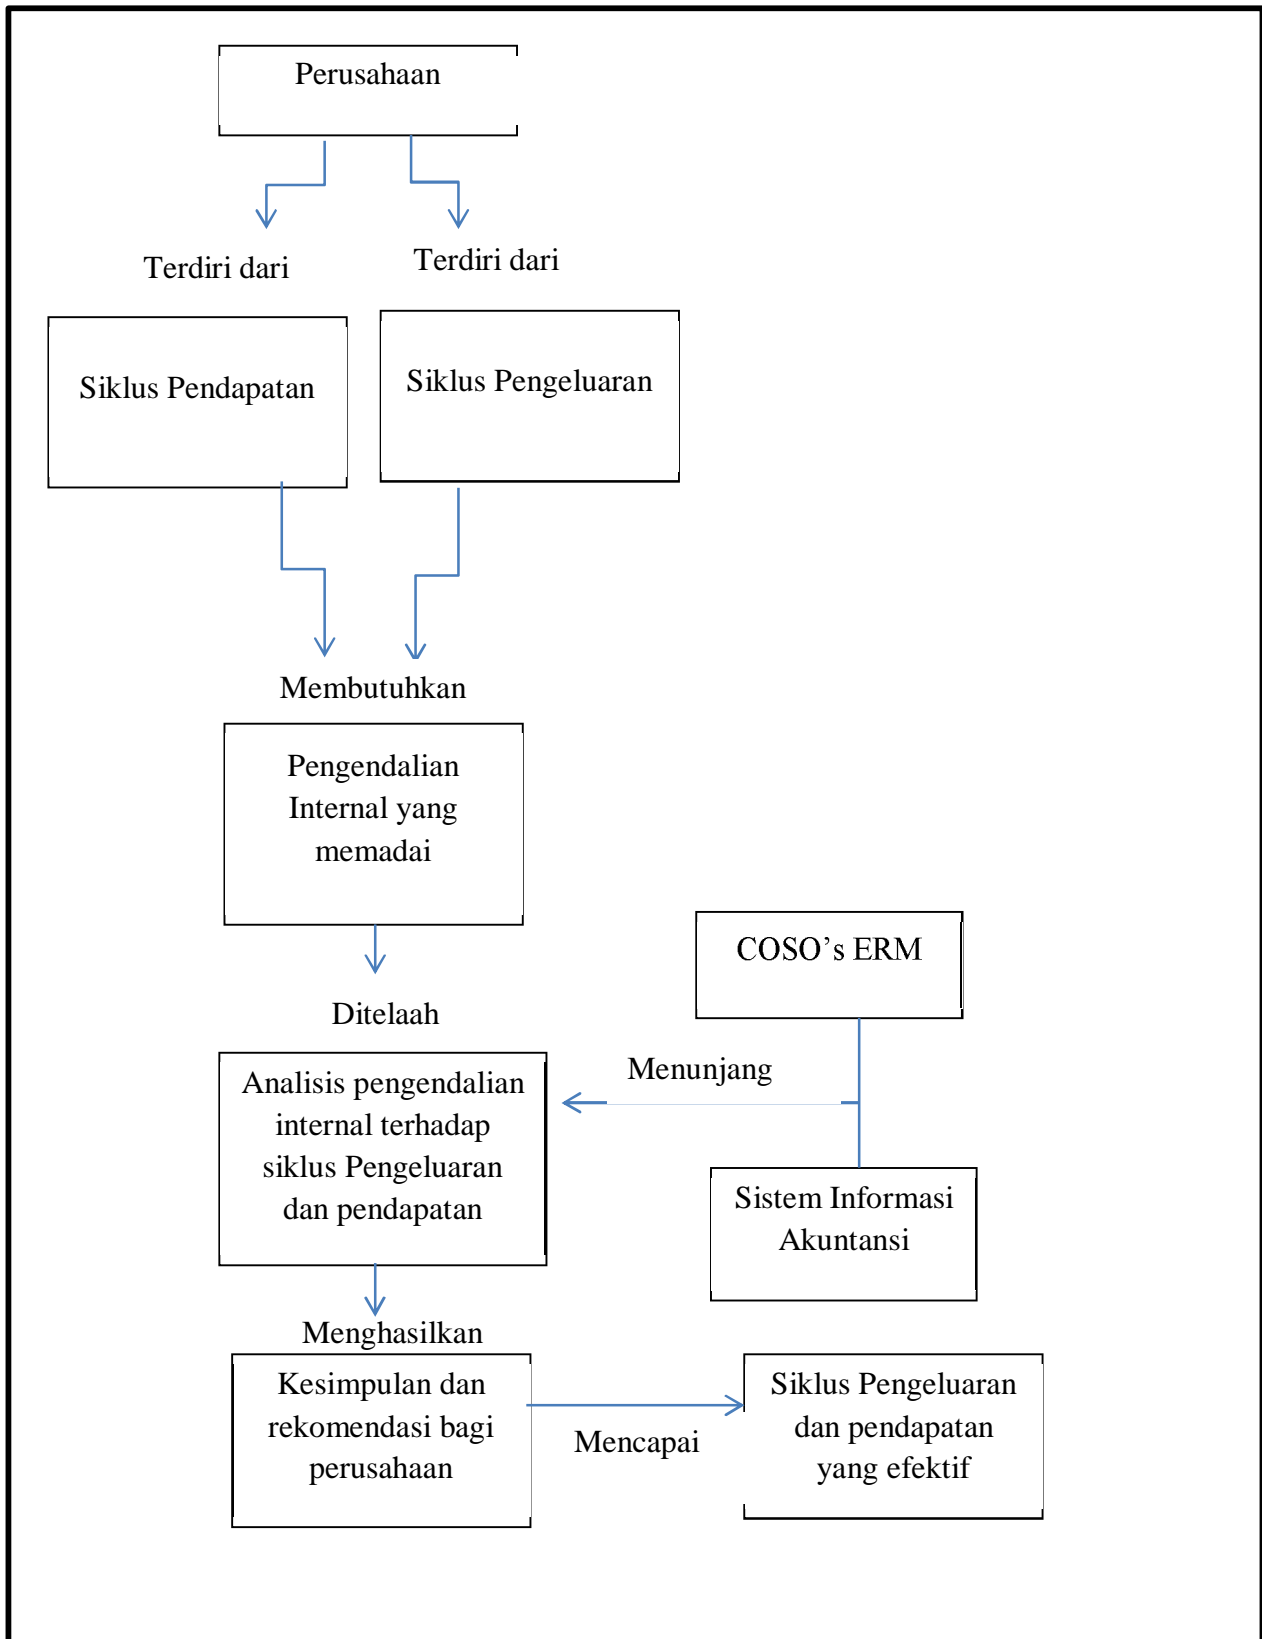 Perusahaan
Terdiri dari
Terdiri dari
Siklus Pendapatan
Siklus Pengeluaran
Membutuhkan
Pengendalian
Internal yang
memadai
COSO’s ERM
Ditelaah
Menunjang
Analisis pengendalian
internal terhadap
siklus Pengeluaran
dan pendapatan
Sistem Informasi
Akuntansi
Menghasilkan
Kesimpulan dan
rekomendasi bagi
perusahaan
Mencapai
Siklus Pengeluaran
dan pendapatan
yang efektif